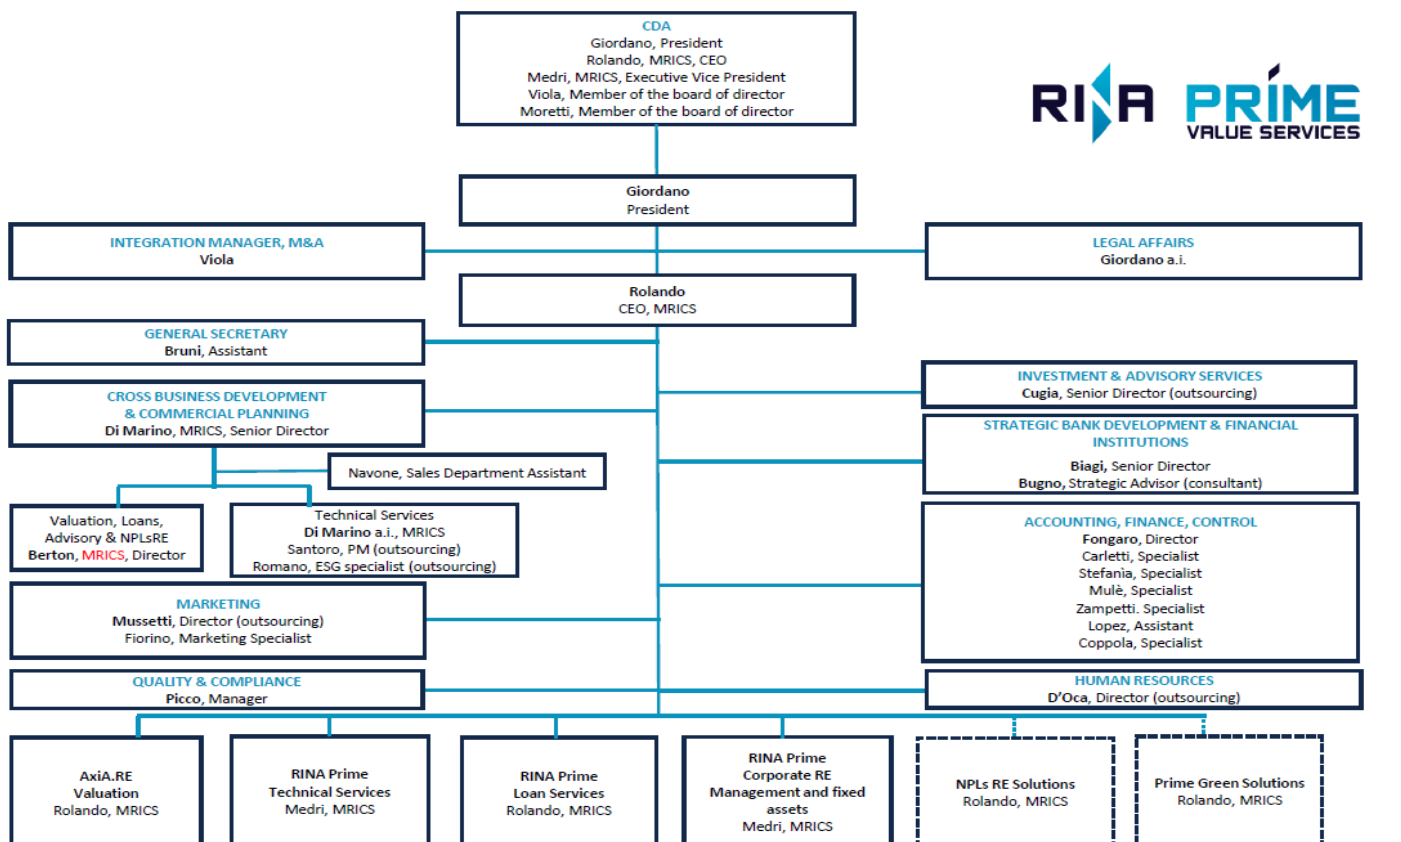 CDA
Giordano, President
Rolando, MRICS, CEO
Medri, MRICS, Executive Vice President
Viola, Member of the board of director
Moretti, Member of the board of director
RINA PRIME
VALUE SERVICES
Giordano
President
INTEGRATION MANAGER, M&A
Viola
LEGAL AFFAIRS
Giordano a.i.
Rolando
CEO, MRICS
GENERAL SECRETARY
Bruni, Assistant
CROSS BUSINESS DEVELOPMENT
& COMMERCIAL PLANNING
Di Marino, MRICS, Senior Director
INVESTMENT & ADVISORY SERVICES
Cugia, Senior Director (outsourcing)
STRATEGIC BANK DEVELOPMENT & FINANCIAL
INSTITUTIONS
Biagi, Senior Director
Bugno, Strategic Advisor (consultant)
Navone, Sales Department Assistant
Valuation, Loans,
Advisory & NPLsRE
Berton, MRICS, Director
Technical Services
Di Marino a.i., MRICS
Santoro, PM (outsourcing)
Romano, ESG specialist (outsourcing)
ACCOUNTING, FINANCE, CONTROL
Fongaro, Director
Carletti, Specialist
Stefanìa, Specialist
Mulè, Specialist
Zampetti. Specialist
Lopez, Assistant
Coppola, Specialist
MARKETING
Mussetti, Director (outsourcing)
Fiorino, Marketing Specialist
QUALITY & COMPLIANCE
Picco, Manager
HUMAN RESOURCES
D'Oca, Director (outsourcing)
AxiA.RE
Valuation
Rolando, MRICS
RINA Prime
Technical Services
Medri, MRICS
RINA Prime
Loan Services
Rolando, MRICS
RINA Prime
Corporate RE
Management and fixed
assets
Medri, MRICS
NPLs RE Solutions
Rolando, MRICS
Prime Green Solutions
Rolando, MRICS